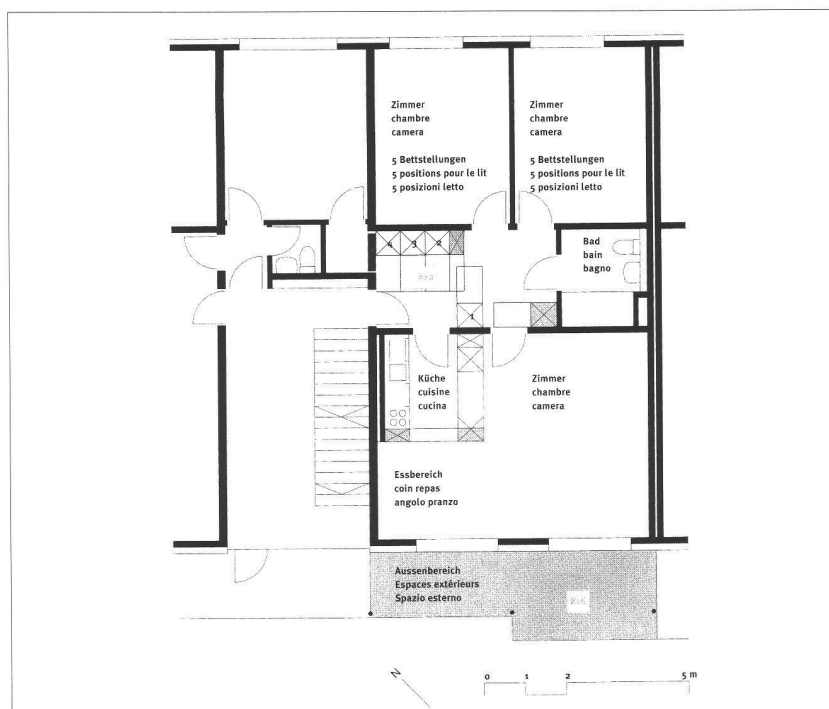 Zimmer
chambre
camera
5 Bettstellungen
5 positions pour le lit
5 posizioni letto
Zimmer
chambre
camera
5 Bettstellungen
5 positions pour le lit
5 posizioni letto
4 3 2
Bad
bain
bagno
1
Küche
cuisine
cucina
Zimmer
chambre
camera
Essbereich
coin repas
angolo pranzo
Aussenbereich
Espaces extérieurs
Spazio esterno
N
0 1 2 5 m